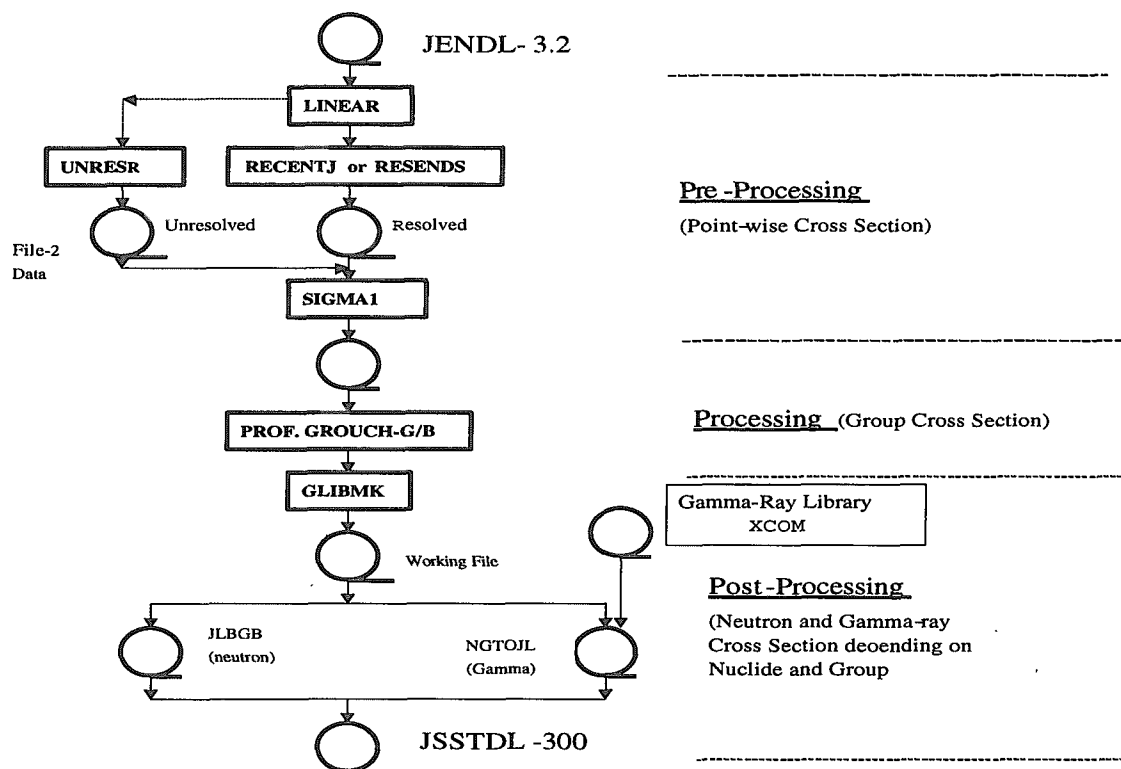 JENDL- 3.2
LINEAR
UNRESR
RECENTJ or RESENDS
Pre -Processing
(Point-wise Cross Section)
Unresolved
Resolved
File-2
Data
SIGMA1
PROF. GROUCH-G/B
Processing (Group Cross Section)
GLIBMK
Gamma-Ray Library
XCOM
Working File
Post -Processing
(Neutron and Gamma-ray
Cross Section deoending on
Nuclide and Group
JLBGB
(neutron)
NGTOJL
(Gamma)
JSSTDL -300